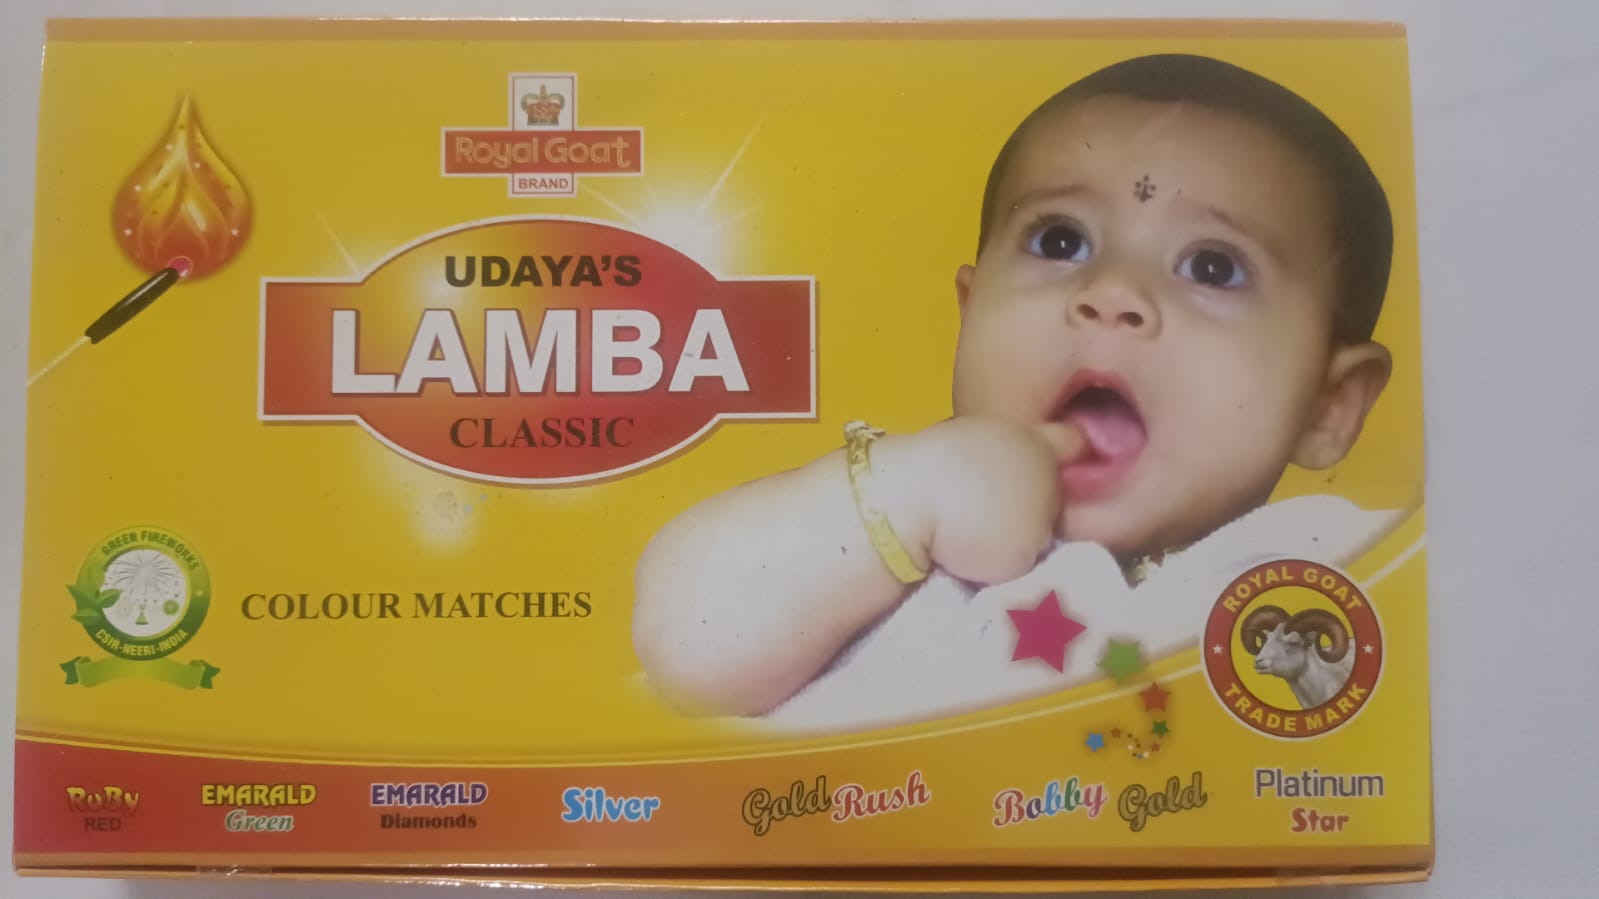 Royal Goat
BRAND
UDAYA'S
LAMBA
CLASSIC
GREEN FIREWORKS
CSIR-NEERI-INDIA
COLOUR MATCHES
ROYAL GOAT
TRADE MARK
RuBy
RED
EMARALD
Green
EMARALD
Diamonds
Silver
Gold Rush
Bobby Gold
Platinum
Star